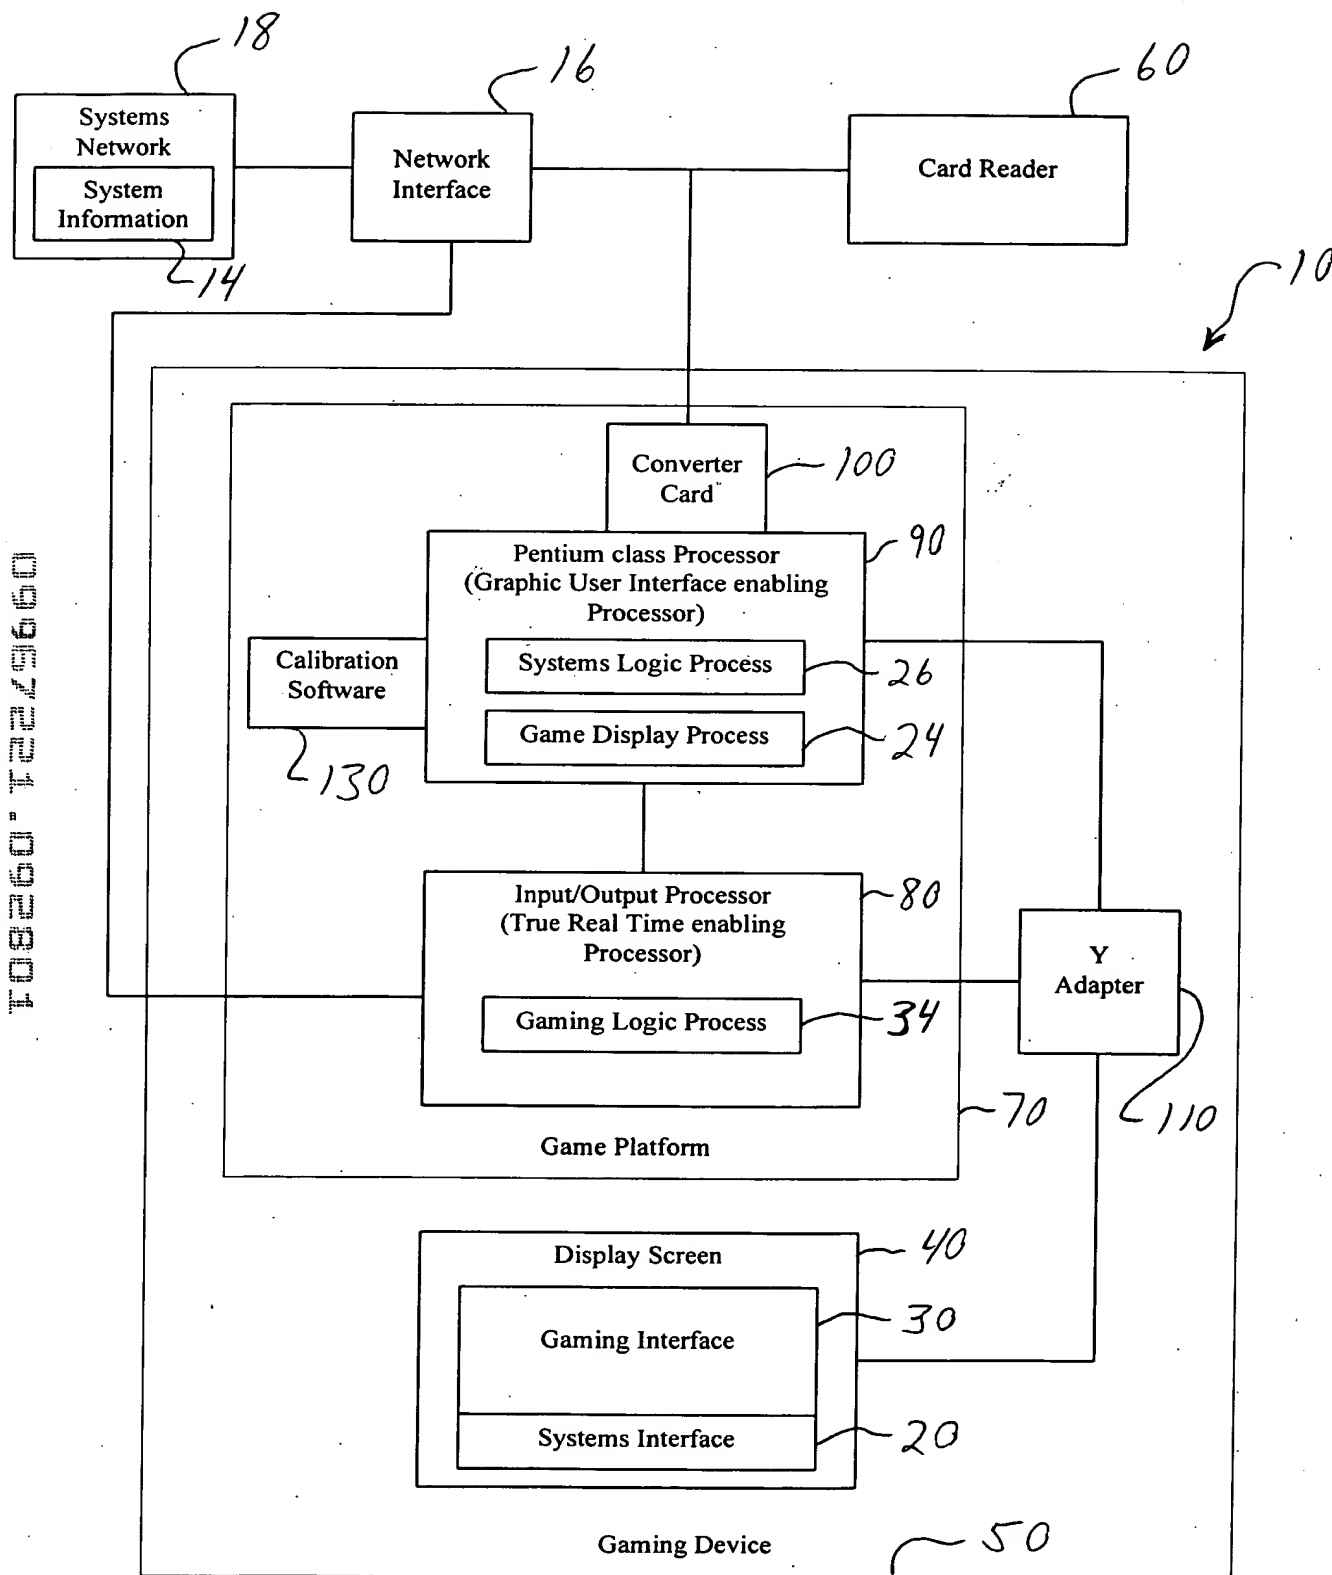 18
16
60
Systems
Network
System
Information
14
Network
Interface
Card Reader
10
Converter
Card
100
Pentium class Processor
(Graphic User Interface enabling
Processor)
90
Systems Logic Process
26
Game Display Process
24
Calibration
Software
130
Input/Output Processor
(True Real Time enabling
Processor)
80
Gaming Logic Process
34
Y
Adapter
110
70
Game Platform
Display Screen
40
Gaming Interface
30
Systems Interface
20
Gaming Device
50
09967221.092801